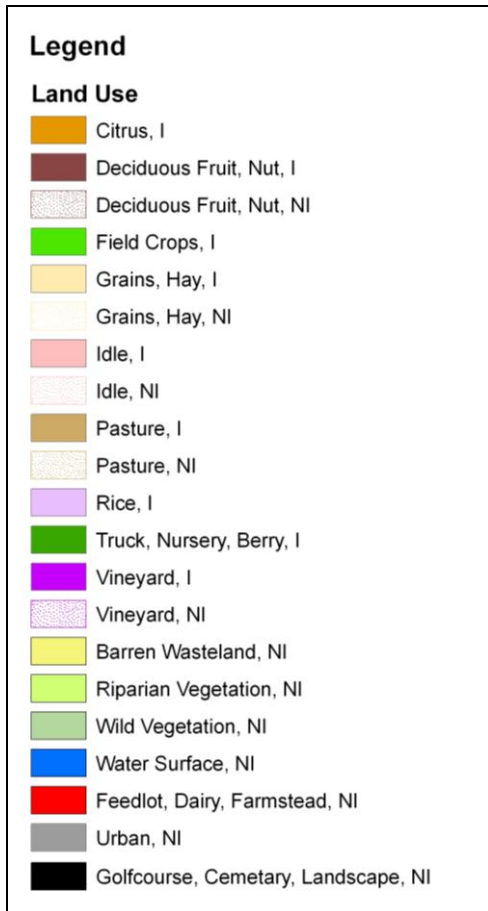 Legend
Land Use
Citrus, I
Deciduous Fruit, Nut, I
Deciduous Fruit, Nut, NI
Field Crops, I
Grains, Hay, I
Grains, Hay, NI
Idle, I
Idle, NI
Pasture, I
Pasture, NI
Rice, I
Truck, Nursery, Berry, I
Vineyard, I
Vineyard, NI
Barren Wasteland, NI
Riparian Vegetation, NI
Wild Vegetation, NI
Water Surface, NI
Feedlot, Dairy, Farmstead, NI
Urban, NI
Golfcourse, Cemetary, Landscape, NI